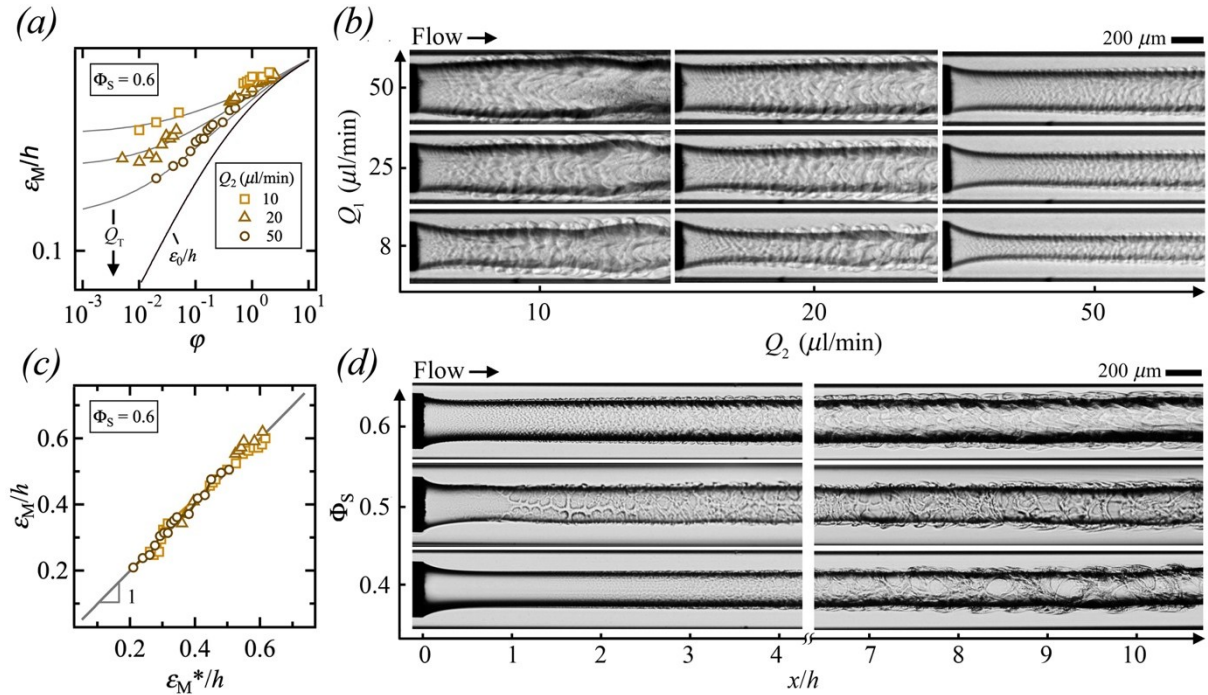 (a)
Φ_S = 0.6
ε_M/h
0.1
Q_T
ε_0/h
Q_2 (μl/min)
10
20
50
10^-3 10^-2 10^-1 10^0 10^1
φ
(b)
Flow
200 μm
Q_1 (μl/min)
50
25
8
10 20 50
Q_2 (μl/min)
(c)
Φ_S = 0.6
ε_M/h
0.6
0.4
0.2
1
0.2 0.4 0.6
ε_M*/h
(d)
Flow
200 μm
Φ_S
0.6
0.5
0.4
0 1 2 3 4 7 8 9 10
x/h